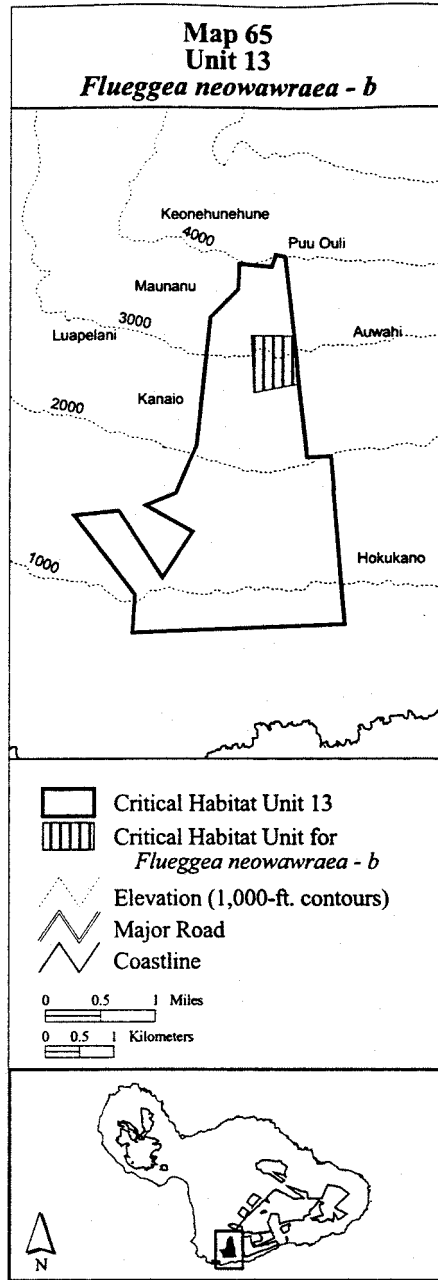 Map 65
Unit 13
Flueggea neowawraea - b
Keonehunehune
4000
Puu Ouli
Maunanu
3000
Luapelani
Auwahi
Kanaio
2000
1000
Hokukano
Critical Habitat Unit 13
Critical Habitat Unit for
Flueggea neowawraea - b
Elevation (1,000-ft. contours)
Major Road
Coastline
0 0.5 1 Miles
0 0.5 1 Kilometers
N